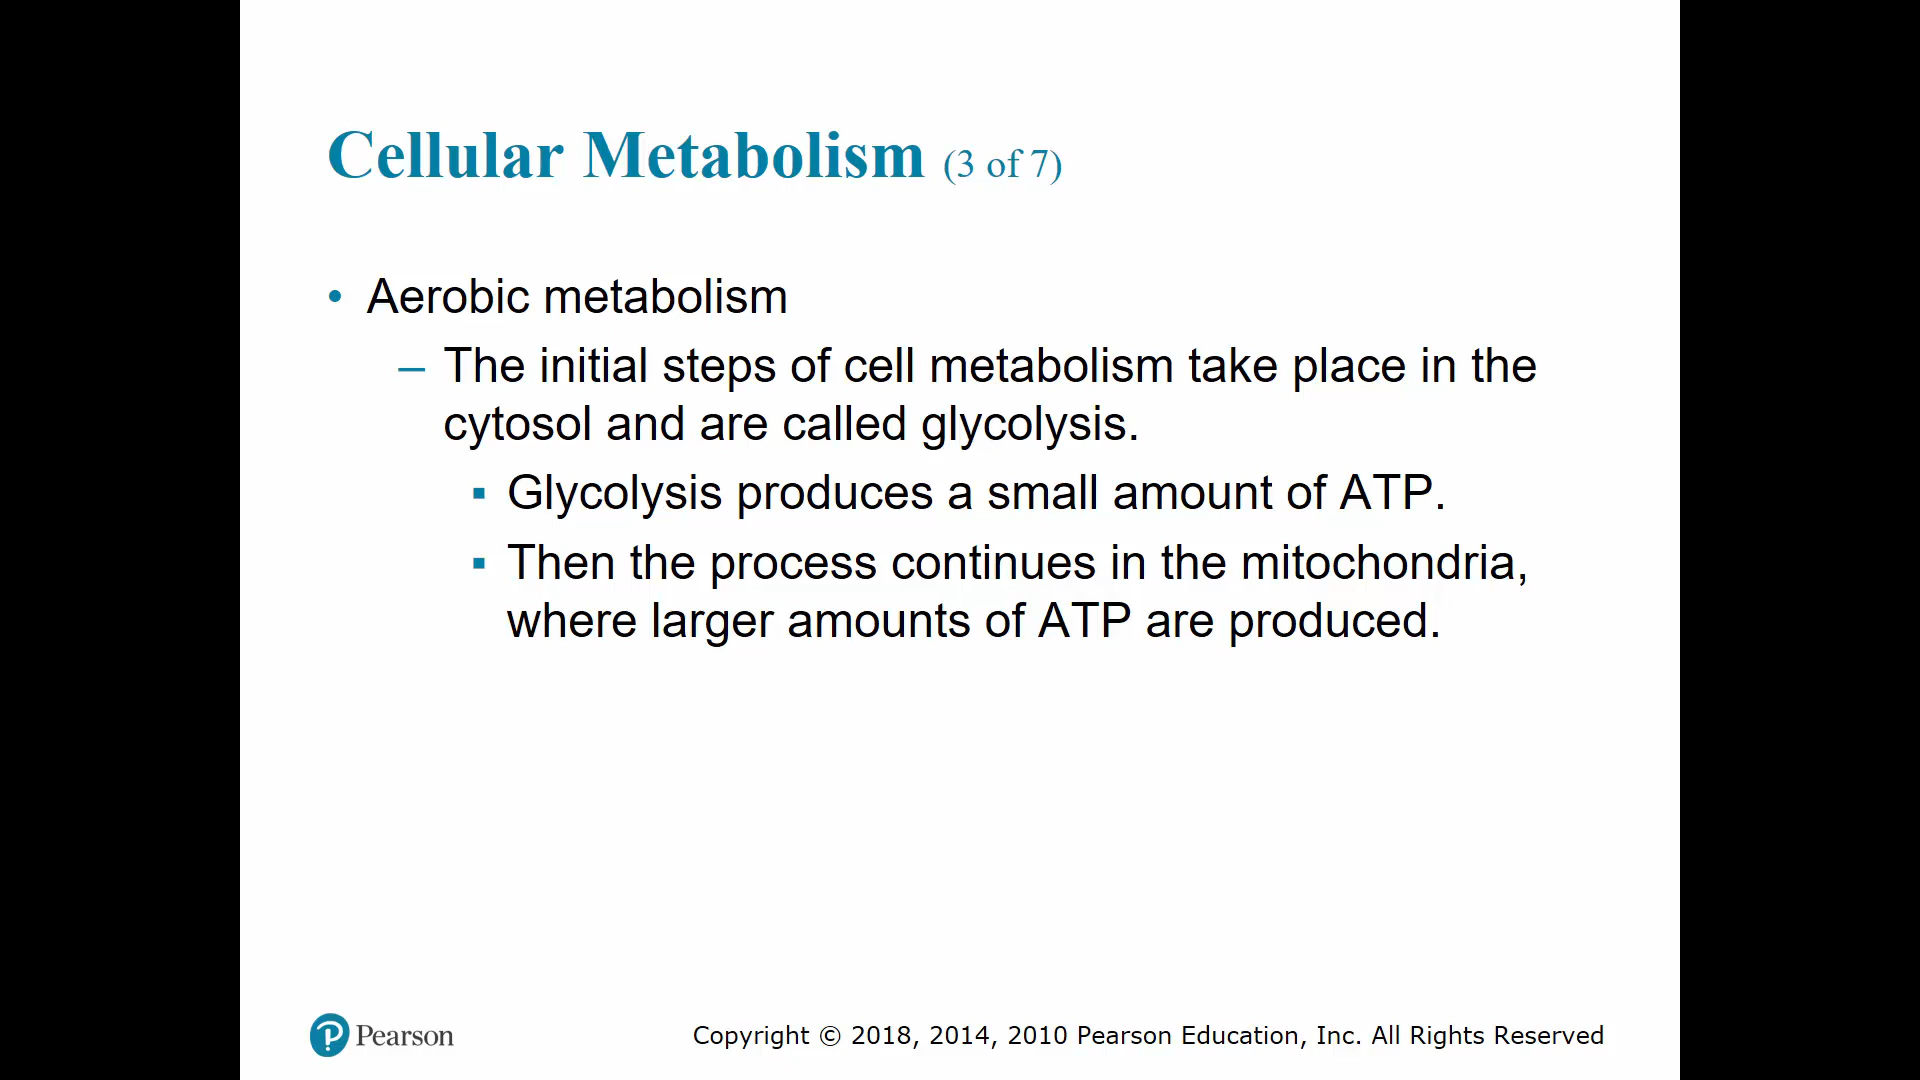 Cellular Metabolism (3 of 7)
• Aerobic metabolism
– The initial steps of cell metabolism take place in the
cytosol and are called glycolysis.
▪ Glycolysis produces a small amount of ATP.
▪ Then the process continues in the mitochondria,
where larger amounts of ATP are produced.
Pearson
Copyright © 2018, 2014, 2010 Pearson Education, Inc. All Rights Reserved